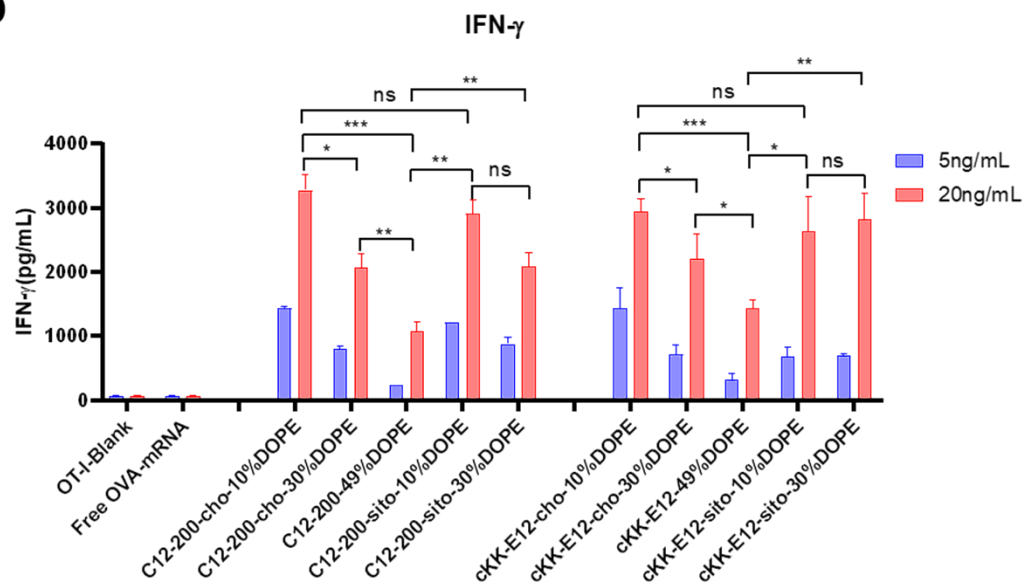 IFN-γ
**
**
ns
ns
***
***
*
**
ns
*
*
ns
**
*
4000
3000
2000
1000
0
IFN-γ(pg/mL)
5ng/mL
20ng/mL
OT-I-Blank
Free OVA-mRNA
C12-200-cho-10%DOPE
C12-200-cho-30%DOPE
C12-200-49%DOPE
C12-200-sito-10%DOPE
C12-200-sito-30%DOPE
cKK-E12-cho-10%DOPE
cKK-E12-cho-30%DOPE
cKK-E12-49%DOPE
cKK-E12-sito-10%DOPE
cKK-E12-sito-30%DOPE